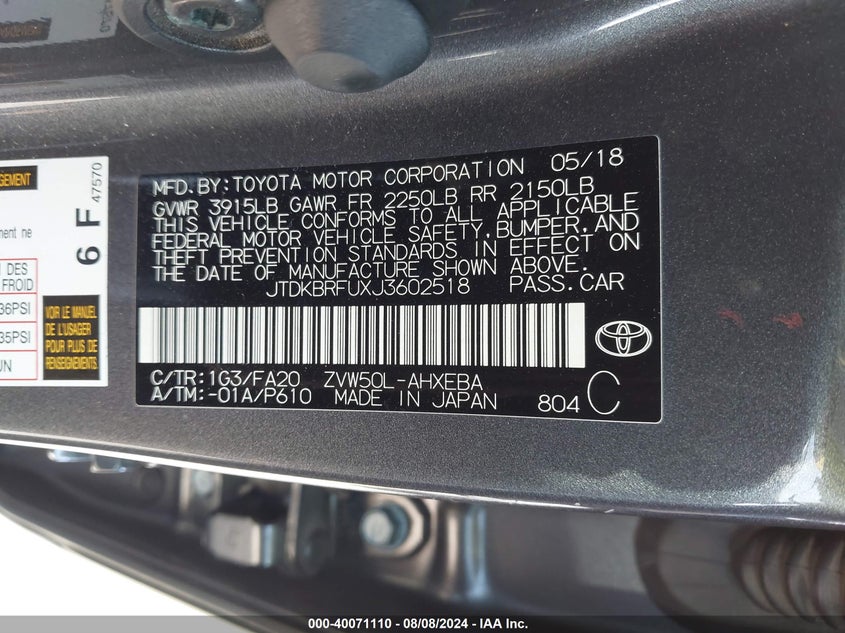 MFD.BY:TOYOTA MOTOR CORPORATION 05/18
GVWR 3915LB GAWR FR 2250LB RR 2150LB
THIS VEHICLE CONFORMS TO ALL APPLICABLE
FEDERAL MOTOR VEHICLE SAFETY,BUMPER,AND
THEFT PREVENTION STANDARDS IN EFFECT ON
THE DATE OF MANUFACTURE SHOWN ABOVE.
JTDKBRFUXJ3602518 PASS.CAR
C/TR:1G3/FA20 ZVW50L-AHXEBA
A/TM:-01A/P610 MADE IN JAPAN 804 C
6 F 47570
ment ne
DES
FROID
36PSI
35PSI
VOIR LE MANUEL
DE L'USAGER
POUR PLUS DE
RENSEIGNEMENTS
000-40071110 - 08/08/2024 - IAA Inc.